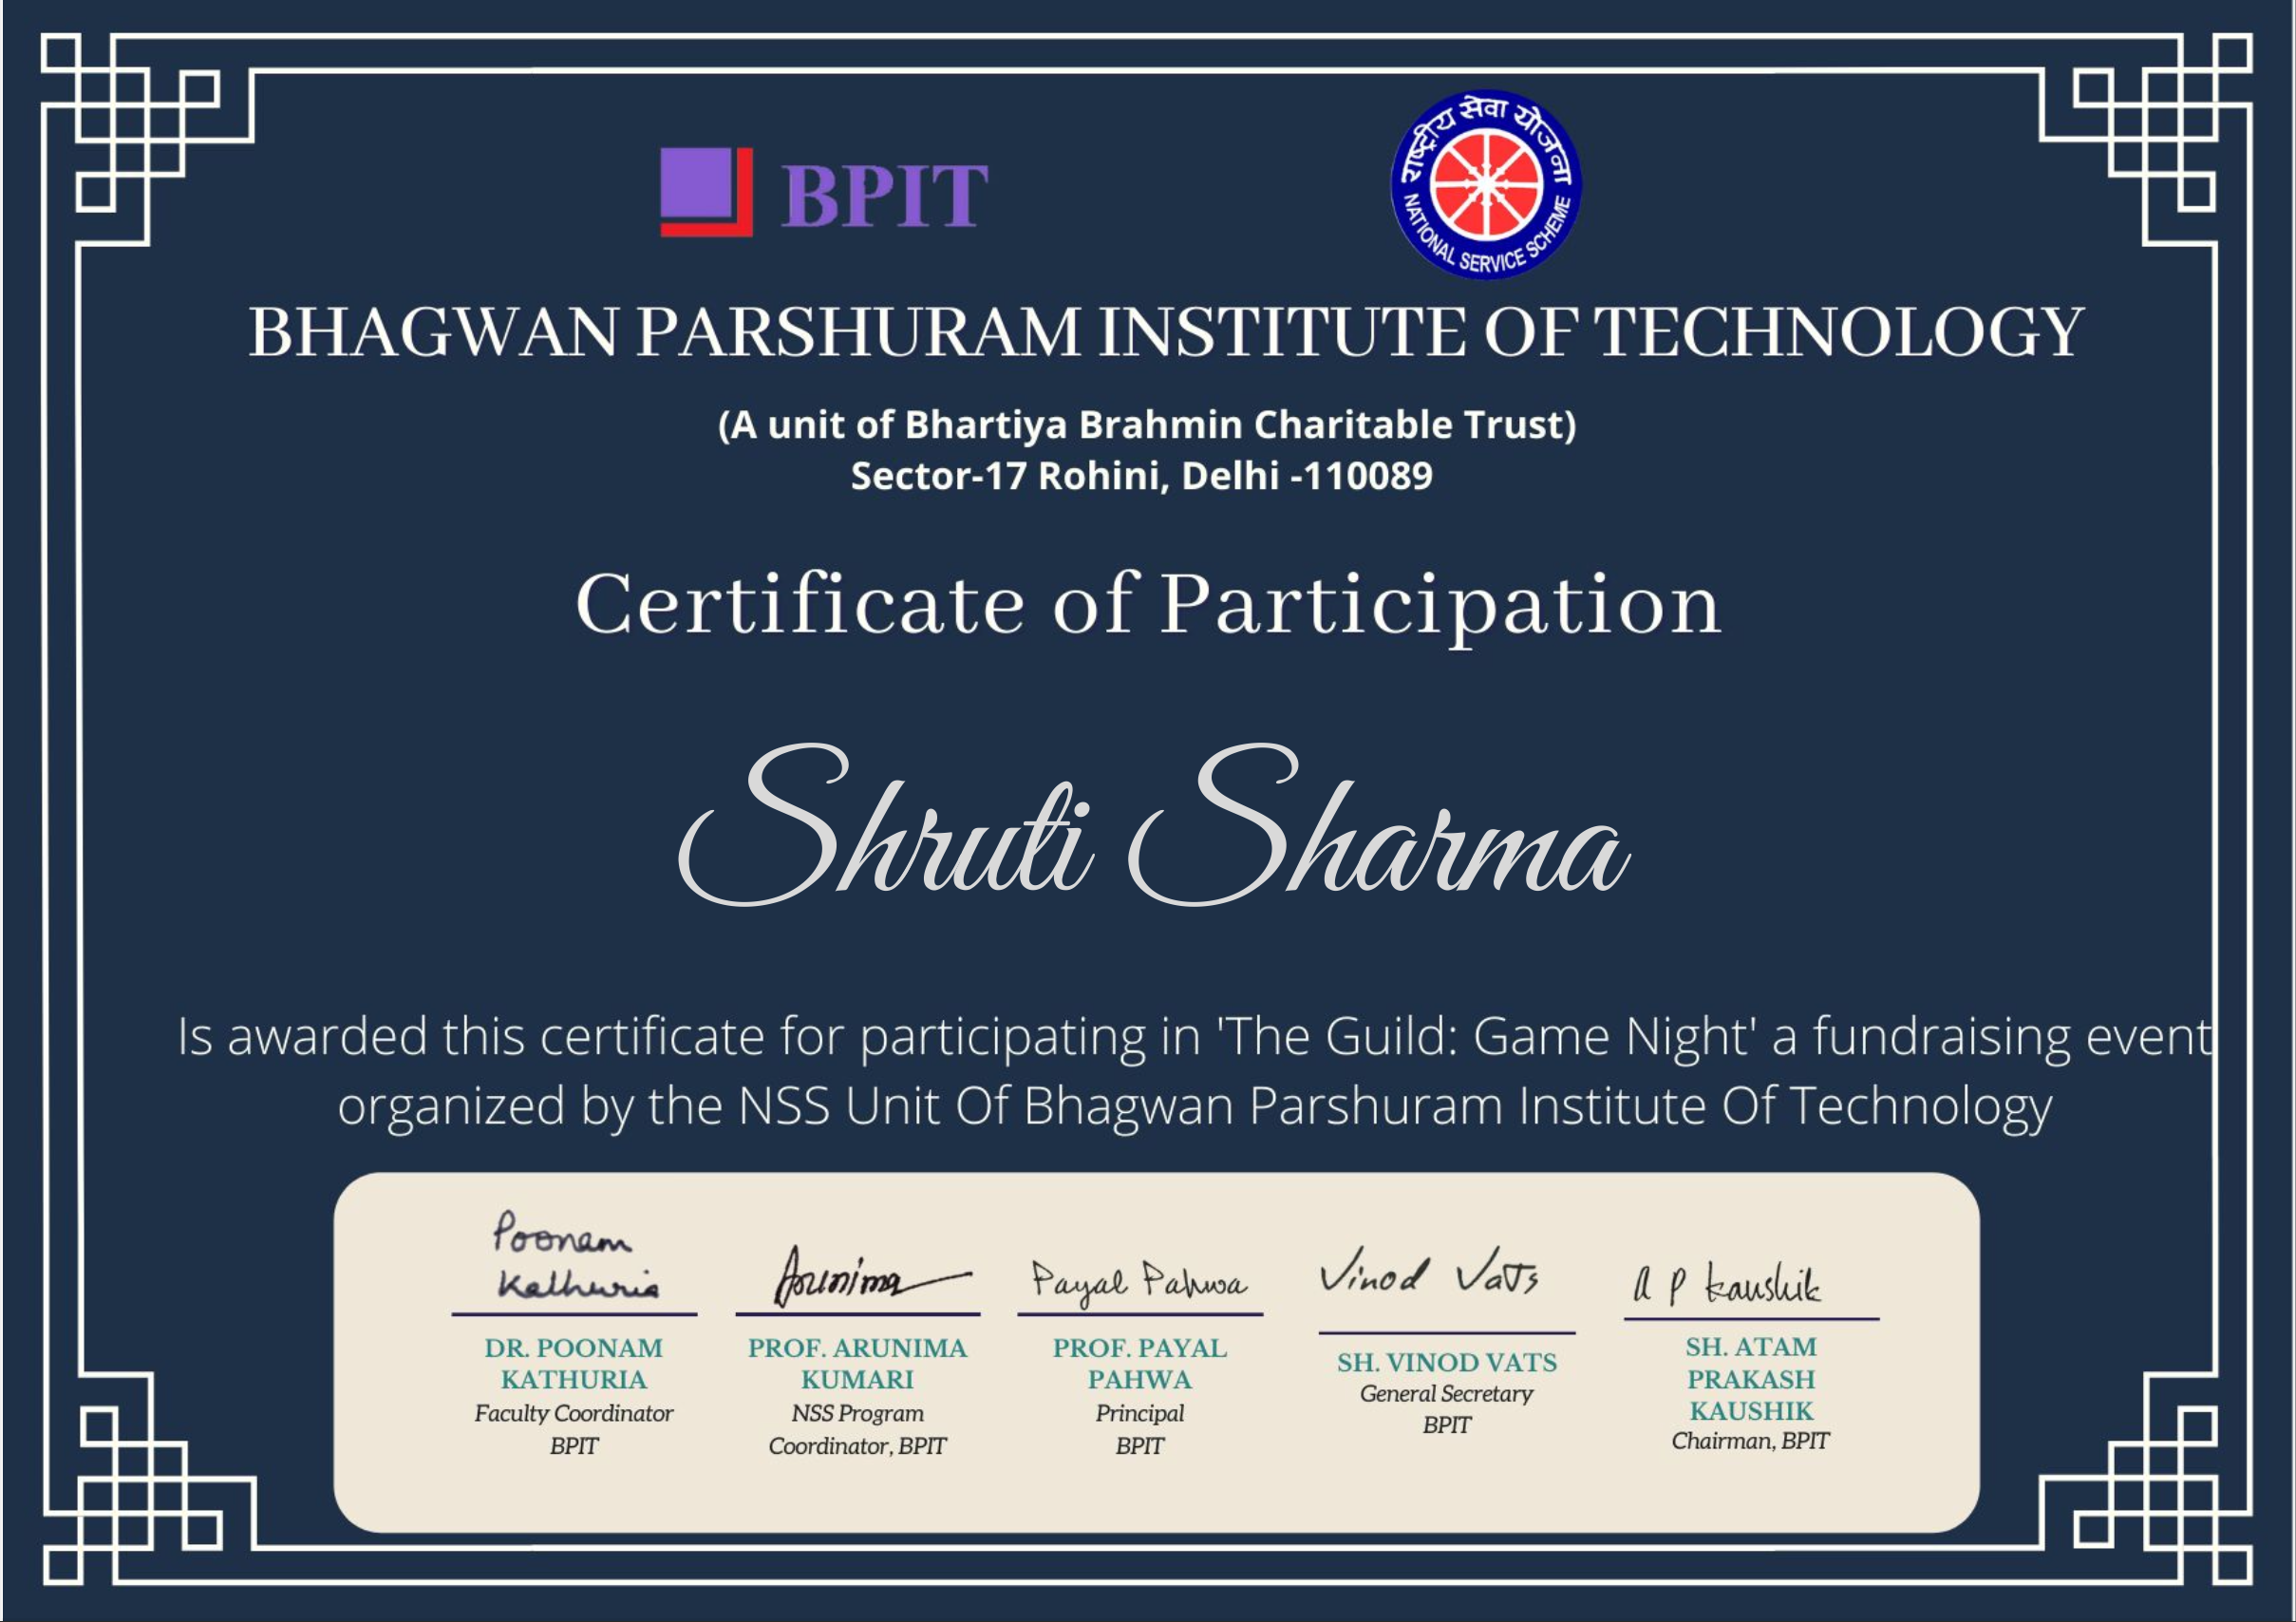 BPIT
राष्ट्रीय सेवा योजना
NATIONAL SERVICE SCHEME
BHAGWAN PARSHURAM INSTITUTE OF TECHNOLOGY
(A unit of Bhartiya Brahmin Charitable Trust)
Sector-17 Rohini, Delhi -110089
Certificate of Participation
Shruti Sharma
Is awarded this certificate for participating in 'The Guild: Game Night' a fundraising event
organized by the NSS Unit Of Bhagwan Parshuram Institute Of Technology
Poonam
Kathuria
DR. POONAM
KATHURIA
Faculty Coordinator
BPIT
Arunima
PROF. ARUNIMA
KUMARI
NSS Program
Coordinator, BPIT
Payal Pahwa
PROF. PAYAL
PAHWA
Principal
BPIT
Vinod Vats
SH. VINOD VATS
General Secretary
BPIT
A P Kaushik
SH. ATAM
PRAKASH
KAUSHIK
Chairman, BPIT